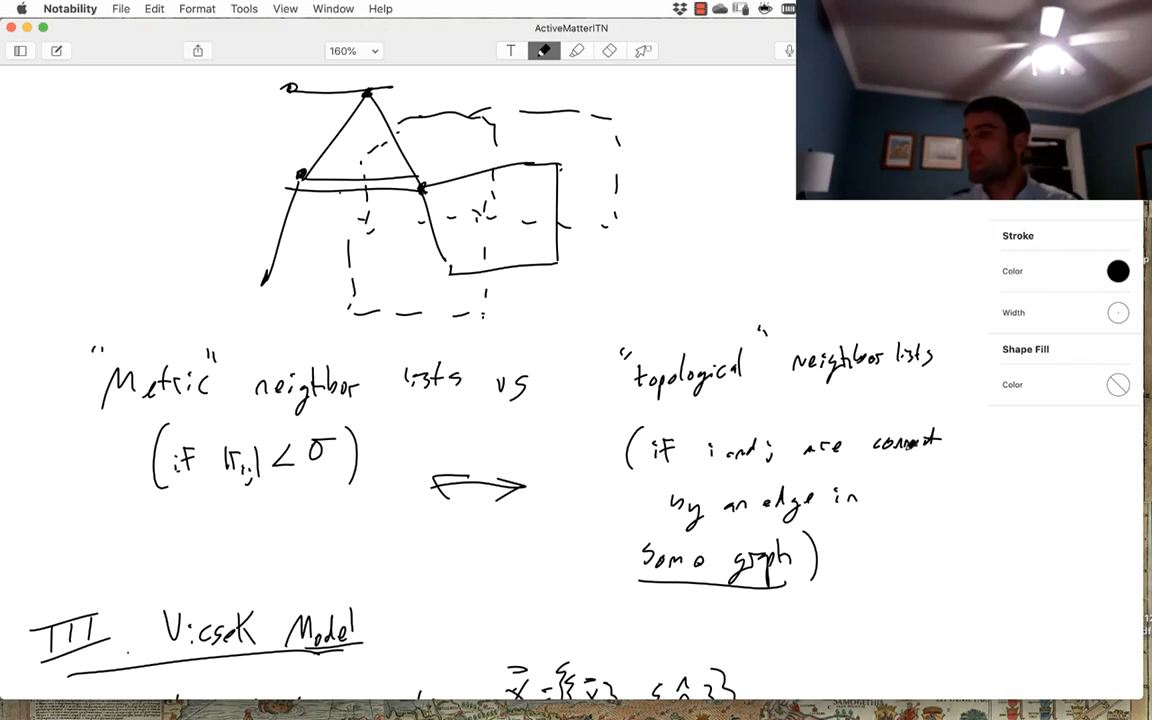 Notability File Edit Format Tools View Window Help
ActiveMatterITN
160%
T
Stroke
Color
Width
Shape Fill
Color
"Metric" neighbor lists vs
(if |r_ij| < σ)
"topological" neighbor lists
(if i and j are connect
by an edge in
some graph)
III. Vicsek Model